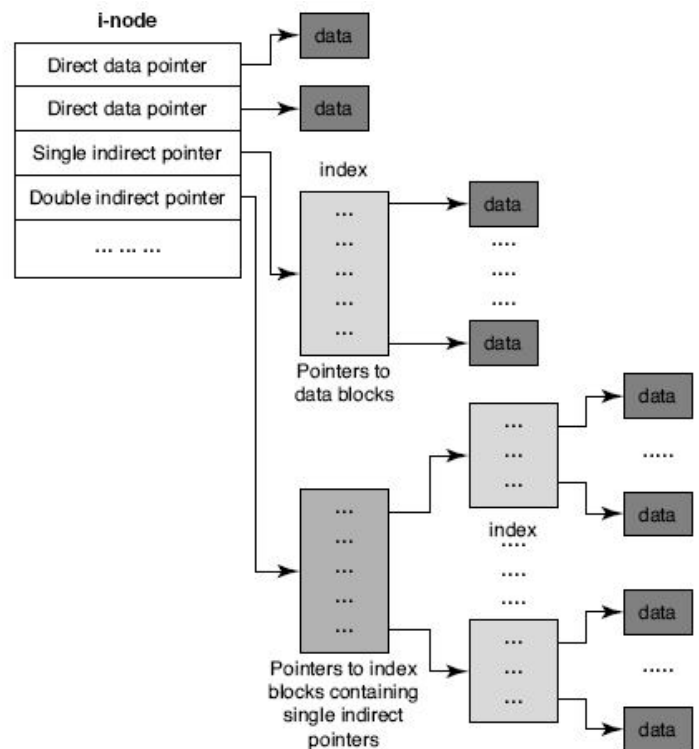 i-node
Direct data pointer
data
Direct data pointer
data
Single indirect pointer
Double indirect pointer
... ... ...
index
...
...
...
...
...
data
....
....
....
data
Pointers to
data blocks
...
...
...
data
.....
data
index
....
....
....
...
...
...
...
...
Pointers to index
blocks containing
single indirect
pointers
...
...
...
data
.....
data